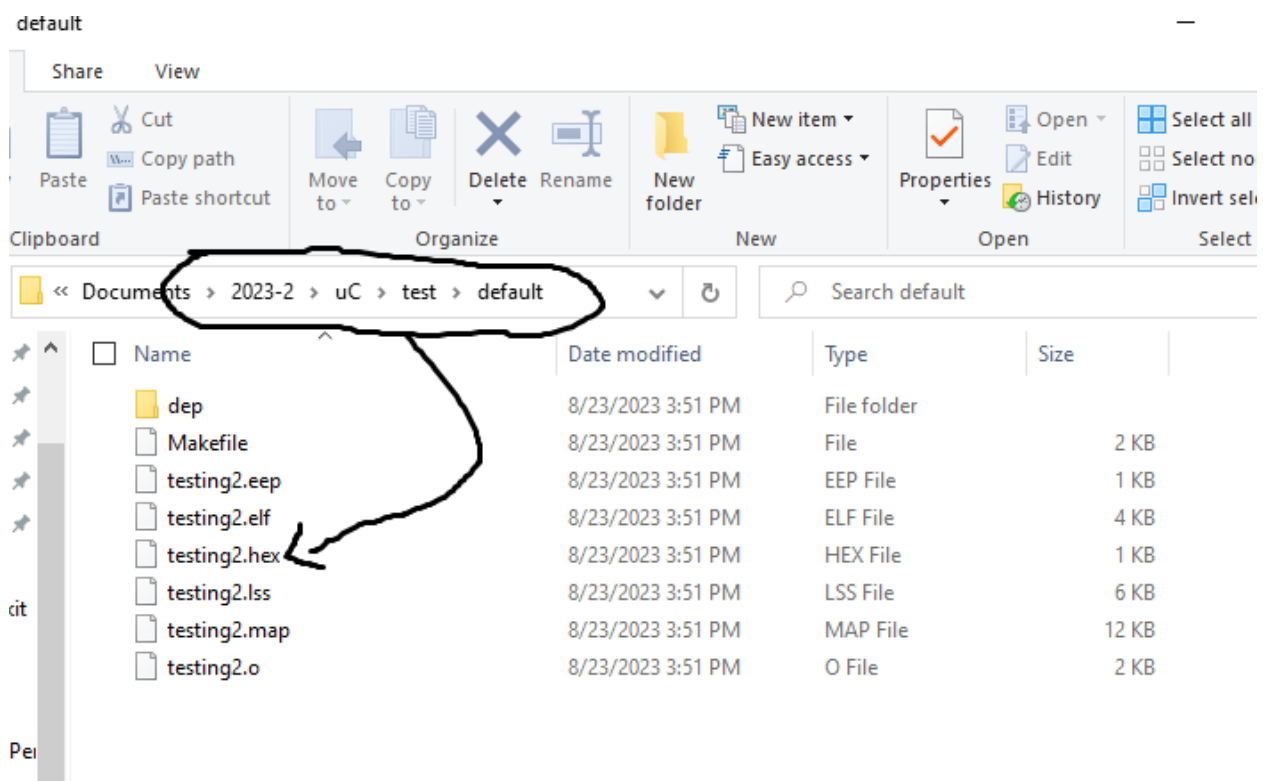 default
Share View
Cut
Copy path
Paste shortcut
Paste
Move to
Copy to
Delete
Rename
New folder
New item
Easy access
Properties
Open
Edit
History
Select all
Select no
Invert sel
Clipboard Organize New Open Select
« Documents > 2023-2 > uC > test > default
Search default
Name Date modified Type Size
dep 8/23/2023 3:51 PM File folder
Makefile 8/23/2023 3:51 PM File 2 KB
testing2.eep 8/23/2023 3:51 PM EEP File 1 KB
testing2.elf 8/23/2023 3:51 PM ELF File 4 KB
testing2.hex 8/23/2023 3:51 PM HEX File 1 KB
testing2.lss 8/23/2023 3:51 PM LSS File 6 KB
testing2.map 8/23/2023 3:51 PM MAP File 12 KB
testing2.o 8/23/2023 3:51 PM O File 2 KB